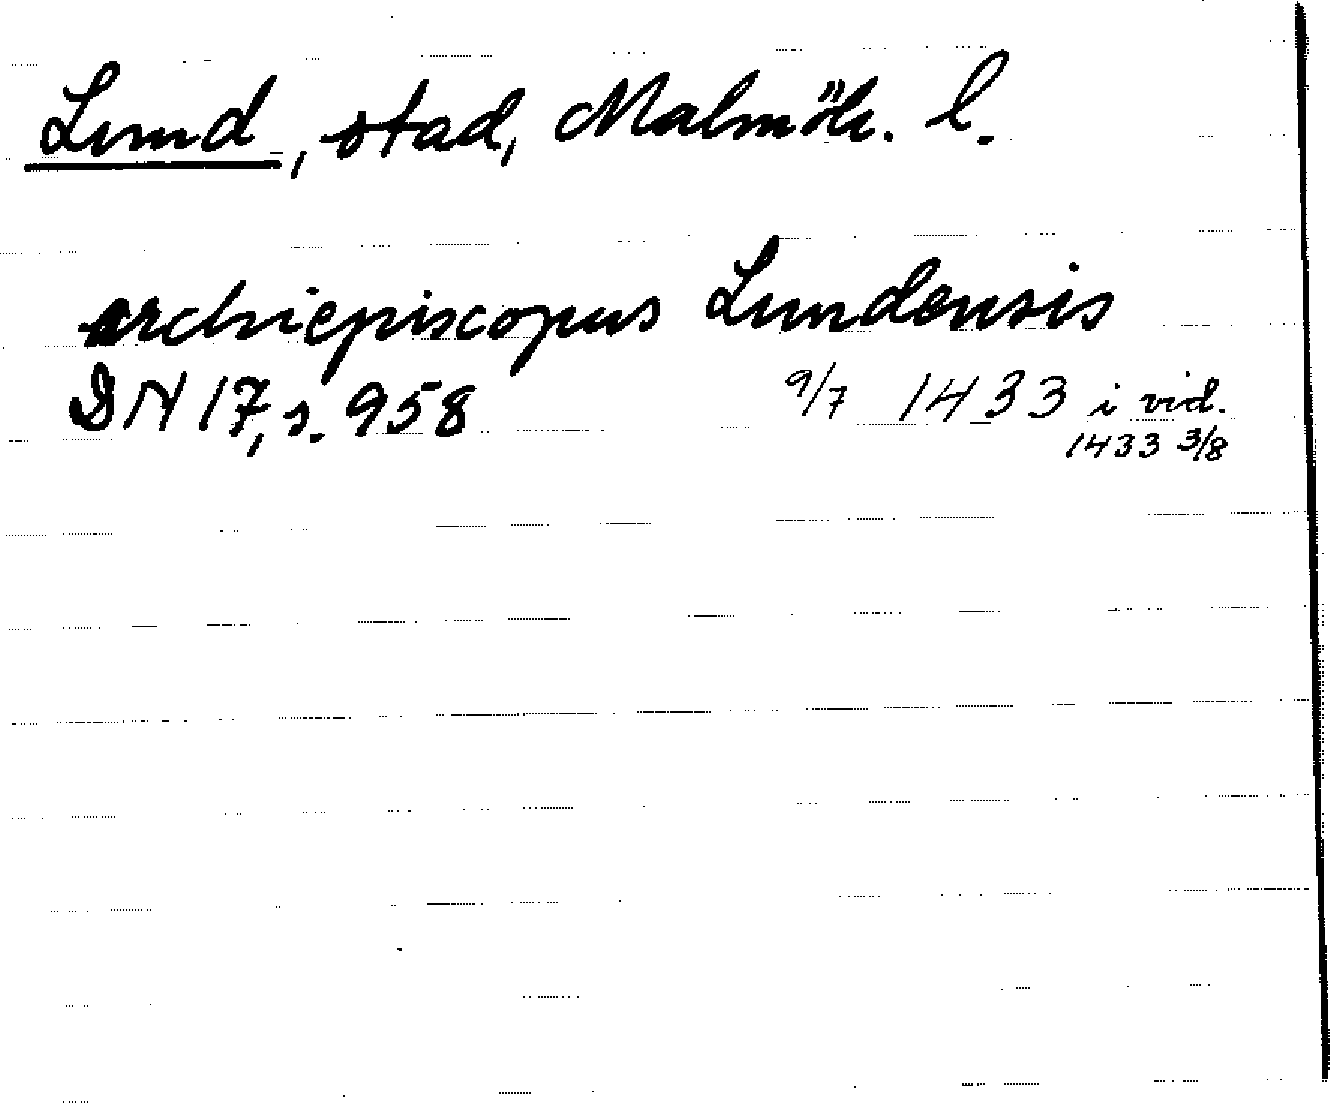 Lund, stad, Malmöh. l.
archiepiscopus Lundensis
DN 17, s. 958 9/7 1433 i vid.
1433 3/8